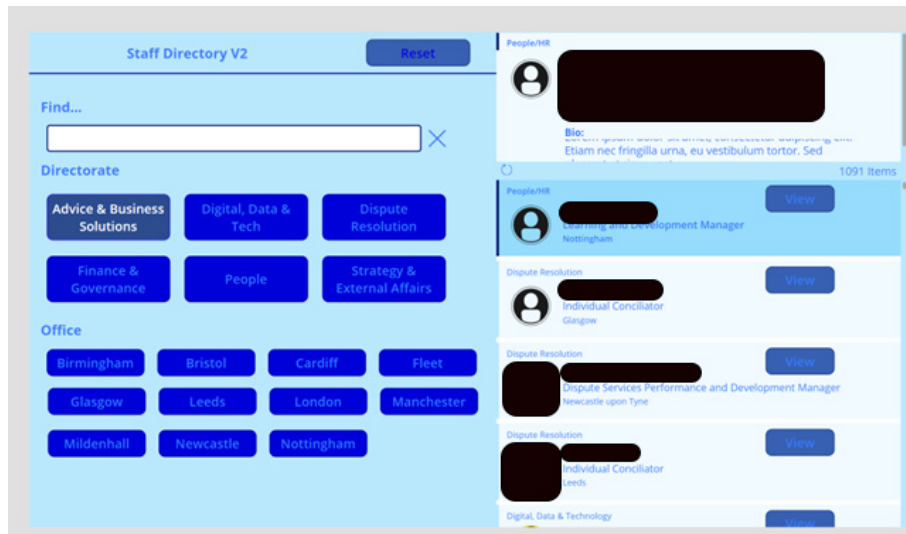 Staff Directory V2
Reset
Find...
Directorate
Advice & Business
Solutions
Digital, Data &
Tech
Dispute
Resolution
Finance &
Governance
People
Strategy &
External Affairs
Office
Birmingham
Bristol
Cardiff
Fleet
Glasgow
Leeds
London
Manchester
Mildenhall
Newcastle
Nottingham
People/HR
Bio:
Etiam nec fringilla urna, eu vestibulum tortor. Sed
1091 Items
People/HR
View
Learning and Development Manager
Nottingham
Dispute Resolution
View
Individual Conciliator
Glasgow
Dispute Resolution
View
Dispute Services Performance and Development Manager
Newcastle upon Tyne
Dispute Resolution
View
Individual Conciliator
Leeds
Digital, Data & Technology
View